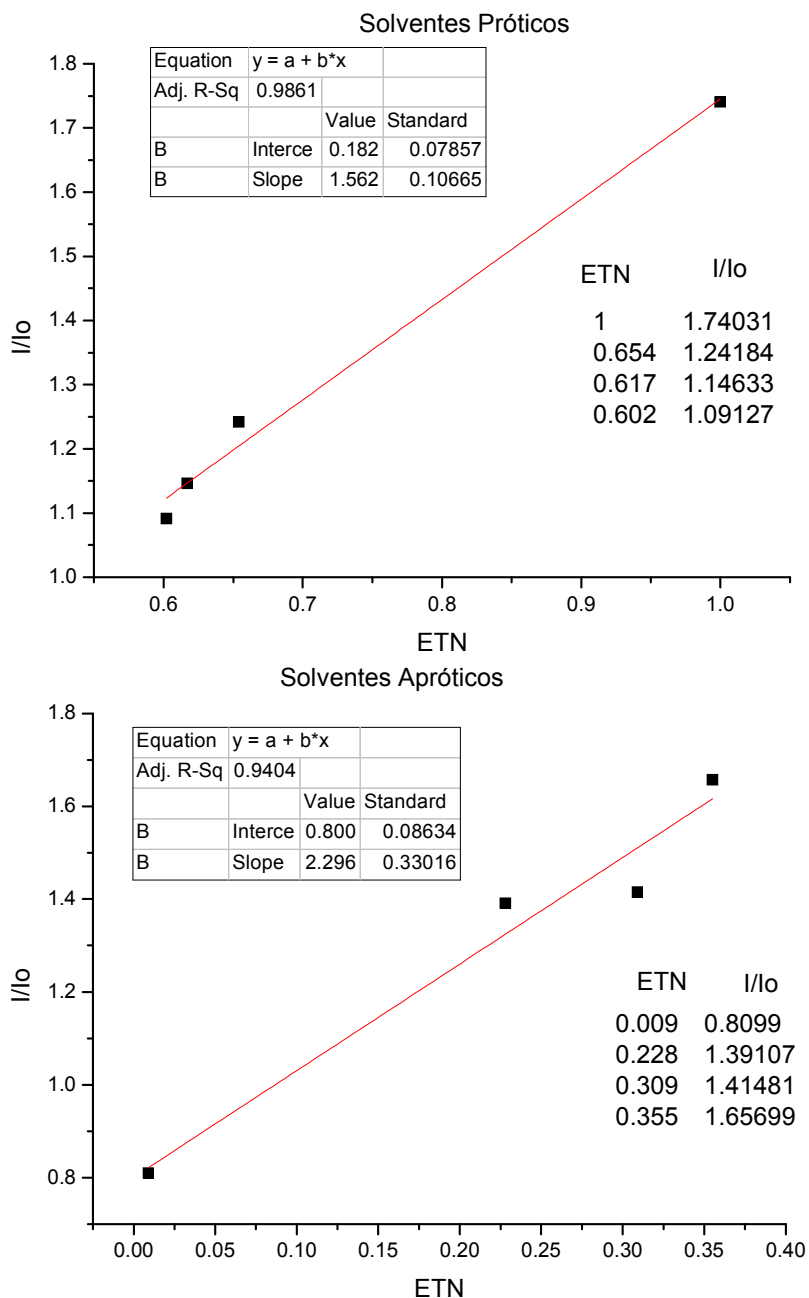 Solventes Próticos
Equation y = a + b*x
Adj. R-Sq 0.9861
Value Standard
B Interce 0.182 0.07857
B Slope 1.562 0.10665
1.8
1.7
1.6
1.5
1.4
1.3
1.2
1.1
1.0
I/Io
ETN I/Io
1 1.74031
0.654 1.24184
0.617 1.14633
0.602 1.09127
0.6 0.7 0.8 0.9 1.0
ETN
Solventes Apróticos
Equation y = a + b*x
Adj. R-Sq 0.9404
Value Standard
B Interce 0.800 0.08634
B Slope 2.296 0.33016
1.8
1.6
1.4
1.2
1.0
0.8
I/Io
ETN I/Io
0.009 0.8099
0.228 1.39107
0.309 1.41481
0.355 1.65699
0.00 0.05 0.10 0.15 0.20 0.25 0.30 0.35 0.40
ETN